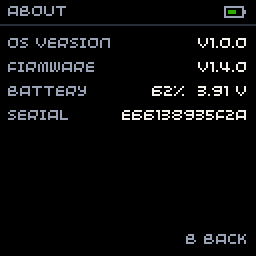 ABOUT
OS VERSION V1.0.0
FIRMWARE V1.4.0
BATTERY 62% 3.91 V
SERIAL E66138935F2A
B BACK